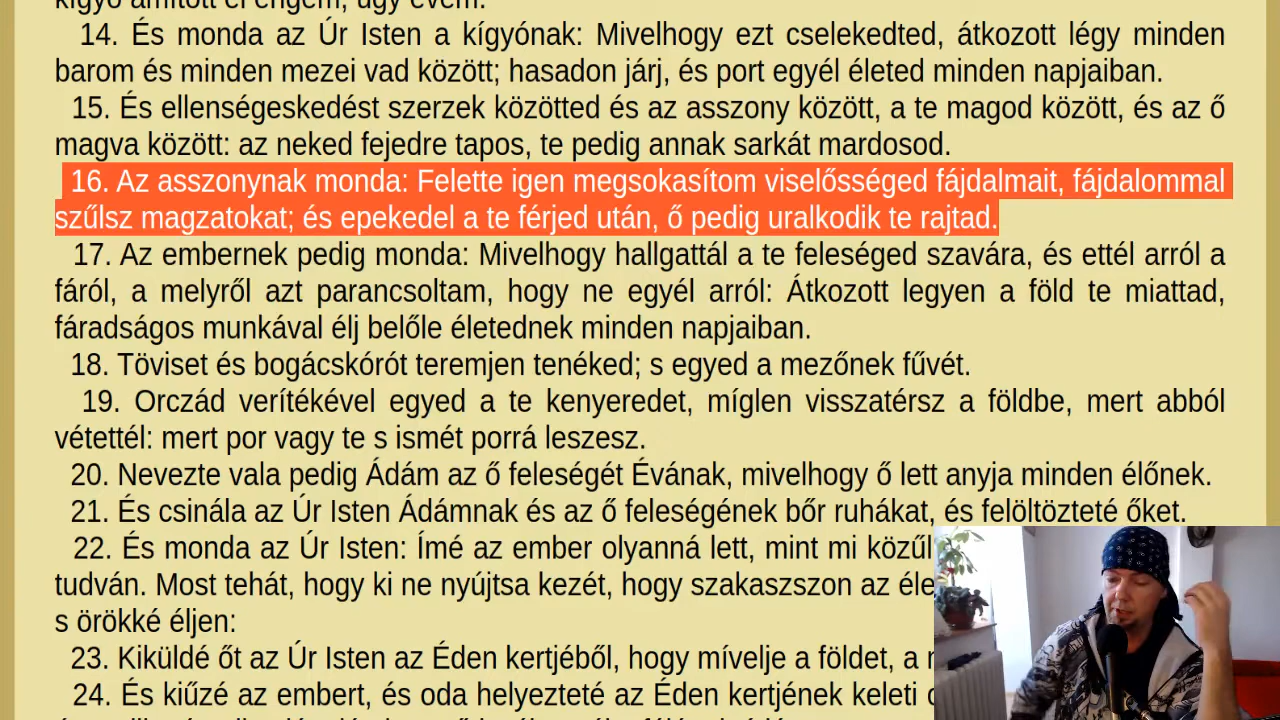 kígyó ámított el engem, úgy evém.
14. És monda az Úr Isten a kígyónak: Mivelhogy ezt cselekedted, átkozott légy minden
barom és minden mezei vad között; hasadon járj, és port egyél életed minden napjaiban.
15. És ellenségeskedést szerzek közötted és az asszony között, a te magod között, és az ő
magva között: az neked fejedre tapos, te pedig annak sarkát mardosod.
16. Az asszonynak monda: Felette igen megsokasítom viselősséged fájdalmait, fájdalommal
szűlsz magzatokat; és epekedel a te férjed után, ő pedig uralkodik te rajtad.
17. Az embernek pedig monda: Mivelhogy hallgattál a te feleséged szavára, és ettél arról a
fáról, a melyről azt parancsoltam, hogy ne egyél arról: Átkozott legyen a föld te miattad,
fáradságos munkával élj belőle életednek minden napjaiban.
18. Töviset és bogácskórót teremjen tenéked; s egyed a mezőnek fűvét.
19. Orczád verítékével egyed a te kenyeredet, míglen visszatérsz a földbe, mert abból
vétettél: mert por vagy te s ismét porrá leszesz.
20. Nevezte vala pedig Ádám az ő feleségét Évának, mivelhogy ő lett anyja minden élőnek.
21. És csinála az Úr Isten Ádámnak és az ő feleségének bőr ruhákat, és felöltözteté őket.
22. És monda az Úr Isten: Ímé az ember olyanná lett, mint mi közűl
tudván. Most tehát, hogy ki ne nyújtsa kezét, hogy szakaszszon az éle
s örökké éljen:
23. Kiküldé őt az Úr Isten az Éden kertjéből, hogy mívelje a földet, a
24. És kiűzé az embert, és oda helyezteté az Éden kertjének keleti